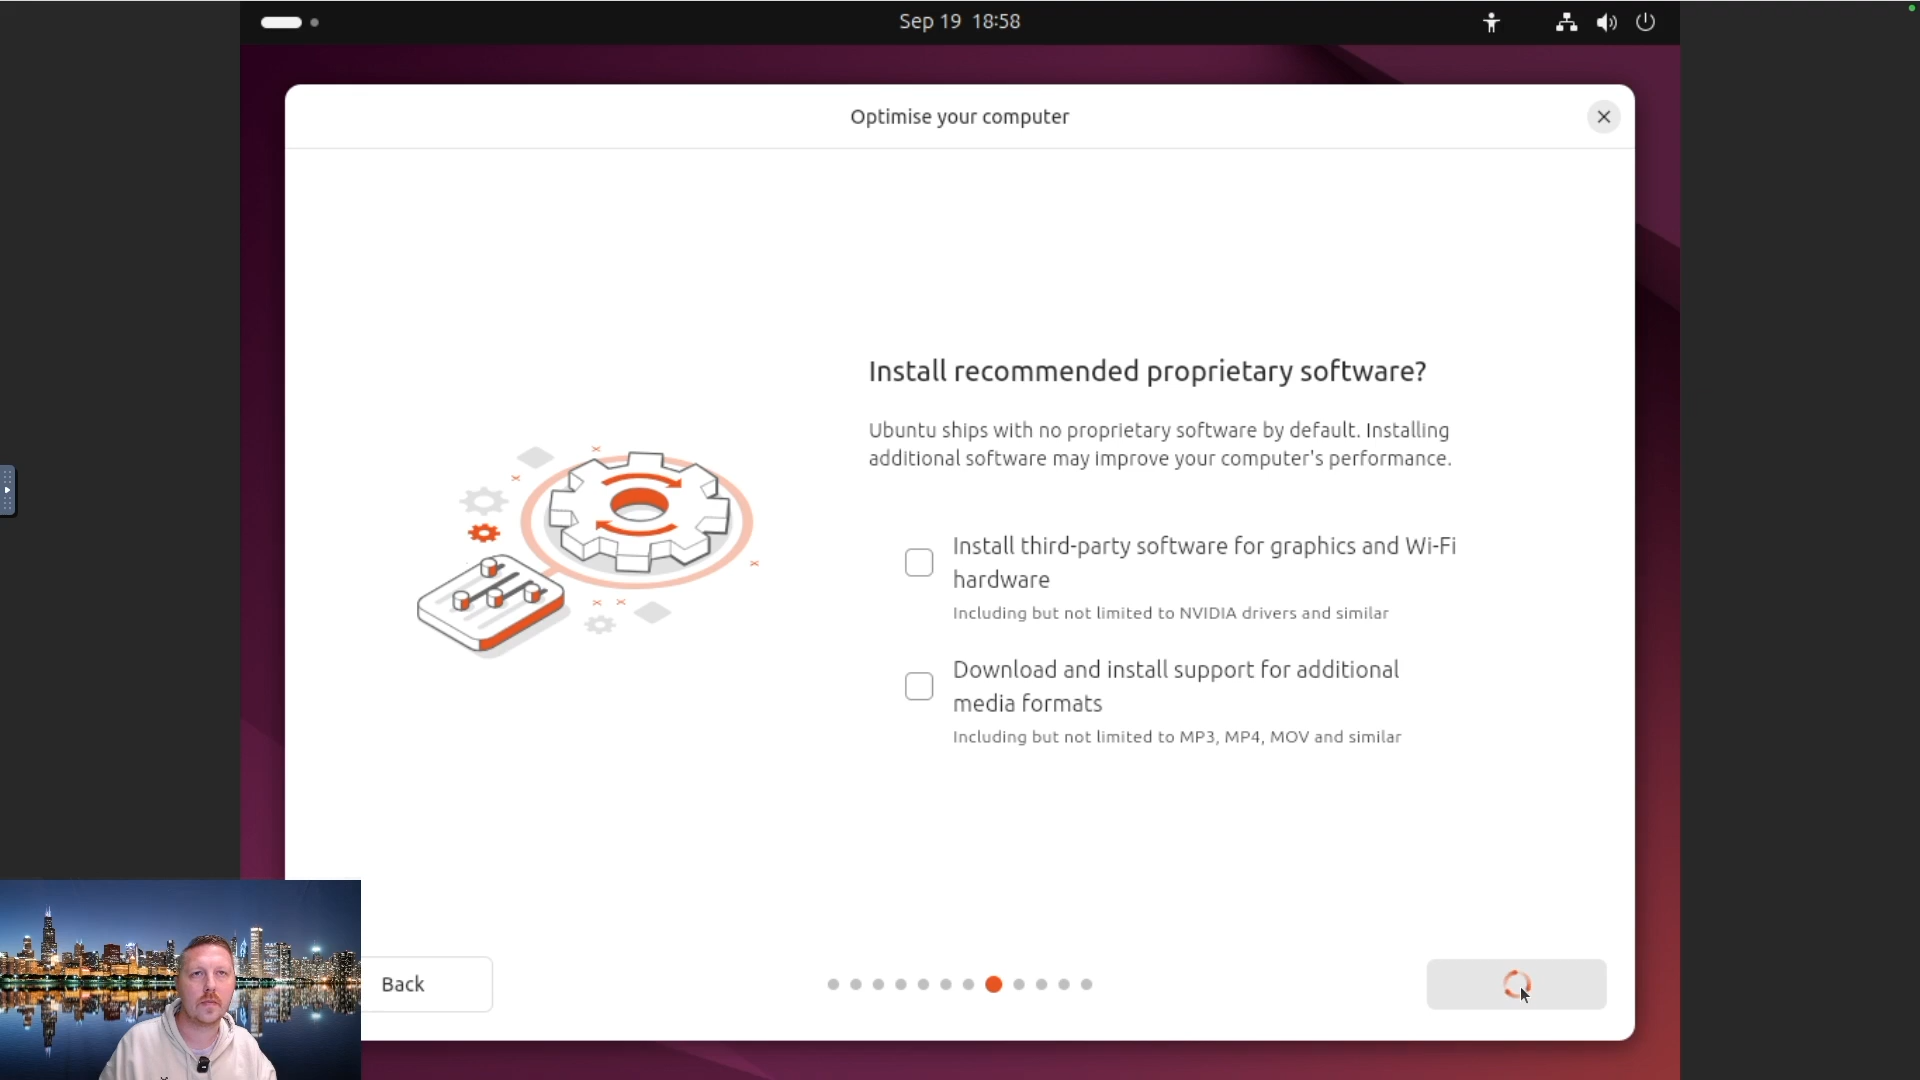 Sep 19 18:58
Optimise your computer
Install recommended proprietary software?
Ubuntu ships with no proprietary software by default. Installing
additional software may improve your computer's performance.
Install third-party software for graphics and Wi-Fi
hardware
Including but not limited to NVIDIA drivers and similar
Download and install support for additional
media formats
Including but not limited to MP3, MP4, MOV and similar
Back